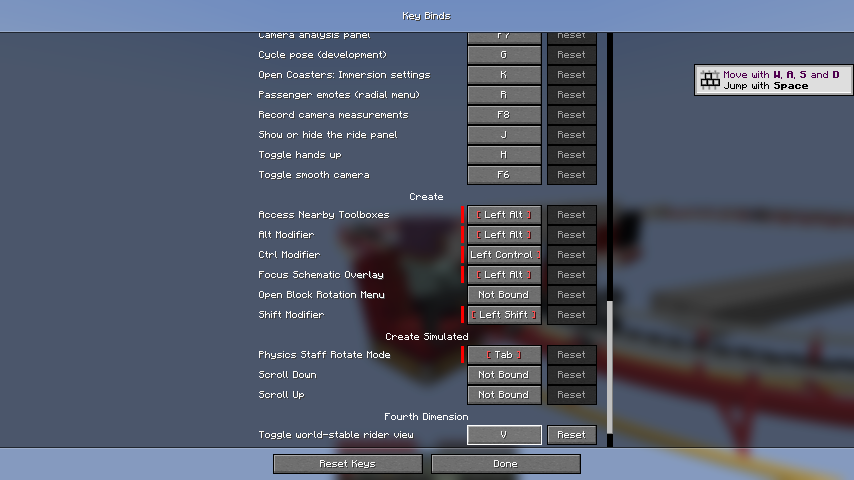 Key Binds
Camera analysis panel F7 Reset
Cycle pose (development) G Reset
Open Coasters: Immersion settings K Reset
Passenger emotes (radial menu) R Reset
Record camera measurements F8 Reset
Show or hide the ride panel J Reset
Toggle hands up H Reset
Toggle smooth camera F6 Reset
Create
Access Nearby Toolboxes [ Left Alt ] Reset
Alt Modifier [ Left Alt ] Reset
Ctrl Modifier Left Control ] Reset
Focus Schematic Overlay [ Left Alt ] Reset
Open Block Rotation Menu Not Bound Reset
Shift Modifier [ Left Shift ] Reset
Create Simulated
Physics Staff Rotate Mode [ Tab ] Reset
Scroll Down Not Bound Reset
Scroll Up Not Bound Reset
Fourth Dimension
Toggle world-stable rider view V Reset
Reset Keys Done
Move with W, A, S and D
Jump with Space